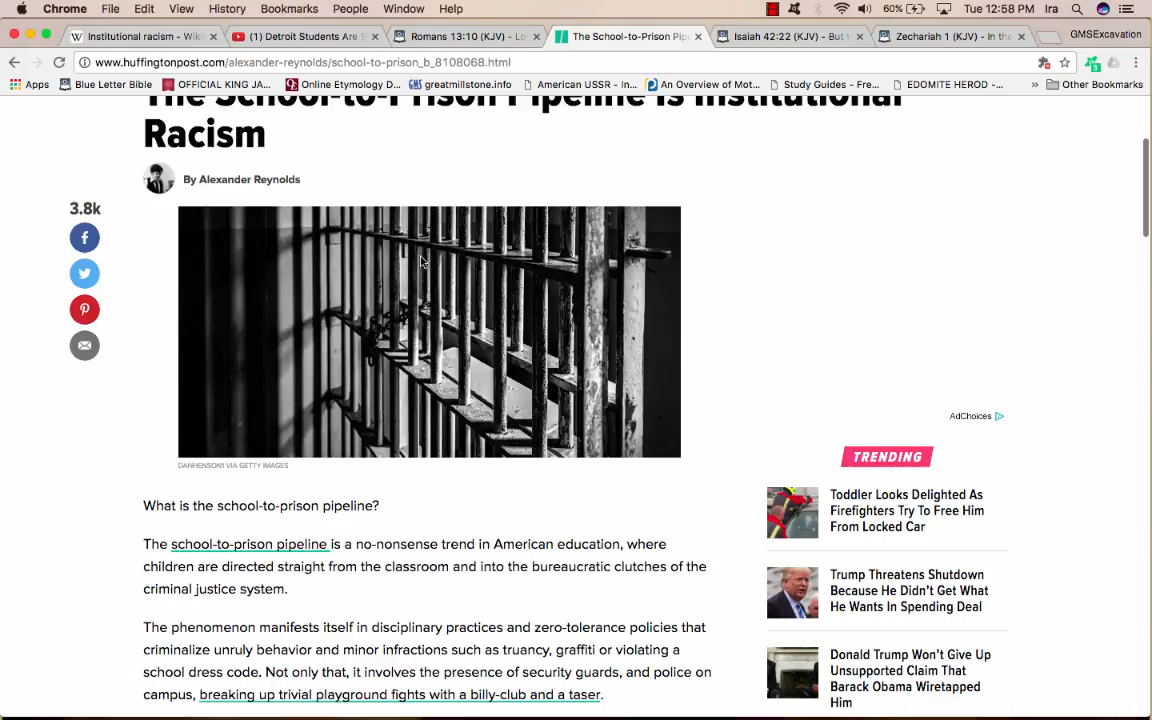 Chrome File Edit View History Bookmarks People Window Help 60% Tue 12:58 PM Ira
Institutional racism - Wiki
(1) Detroit Students Are S
Romans 13:10 (KJV) - Lo
The School-to-Prison Pip
Isaiah 42:22 (KJV) - But t
Zechariah 1 (KJV) - In the
GMSExcavation
www.huffingtonpost.com/alexander-reynolds/school-to-prison_b_8108068.html
Apps Blue Letter Bible OFFICIAL KING JA... Online Etymology D... greatmillstone.info American USSR - In... An Overview of Mot... Study Guides - Fre... EDOMITE HEROD -... » Other Bookmarks
The School-to-Prison Pipeline Is Institutional
Racism
By Alexander Reynolds
3.8k
DANHENSON1 VIA GETTY IMAGES
What is the school-to-prison pipeline?
The school-to-prison pipeline is a no-nonsense trend in American education, where
children are directed straight from the classroom and into the bureaucratic clutches of the
criminal justice system.
The phenomenon manifests itself in disciplinary practices and zero-tolerance policies that
criminalize unruly behavior and minor infractions such as truancy, graffiti or violating a
school dress code. Not only that, it involves the presence of security guards, and police on
campus, breaking up trivial playground fights with a billy-club and a taser.
AdChoices
TRENDING
Toddler Looks Delighted As
Firefighters Try To Free Him
From Locked Car
Trump Threatens Shutdown
Because He Didn't Get What
He Wants In Spending Deal
Donald Trump Won't Give Up
Unsupported Claim That
Barack Obama Wiretapped
Him